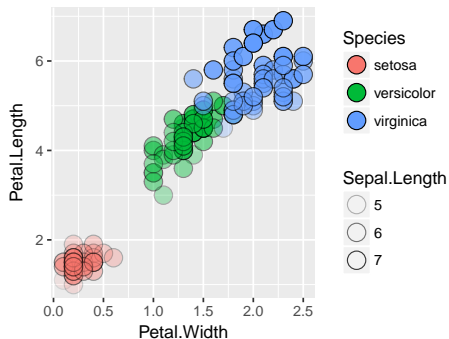 6
4
2
0.0 0.5 1.0 1.5 2.0 2.5
Petal.Width
Petal.Length
Species
setosa
versicolor
virginica
Sepal.Length
5
6
7